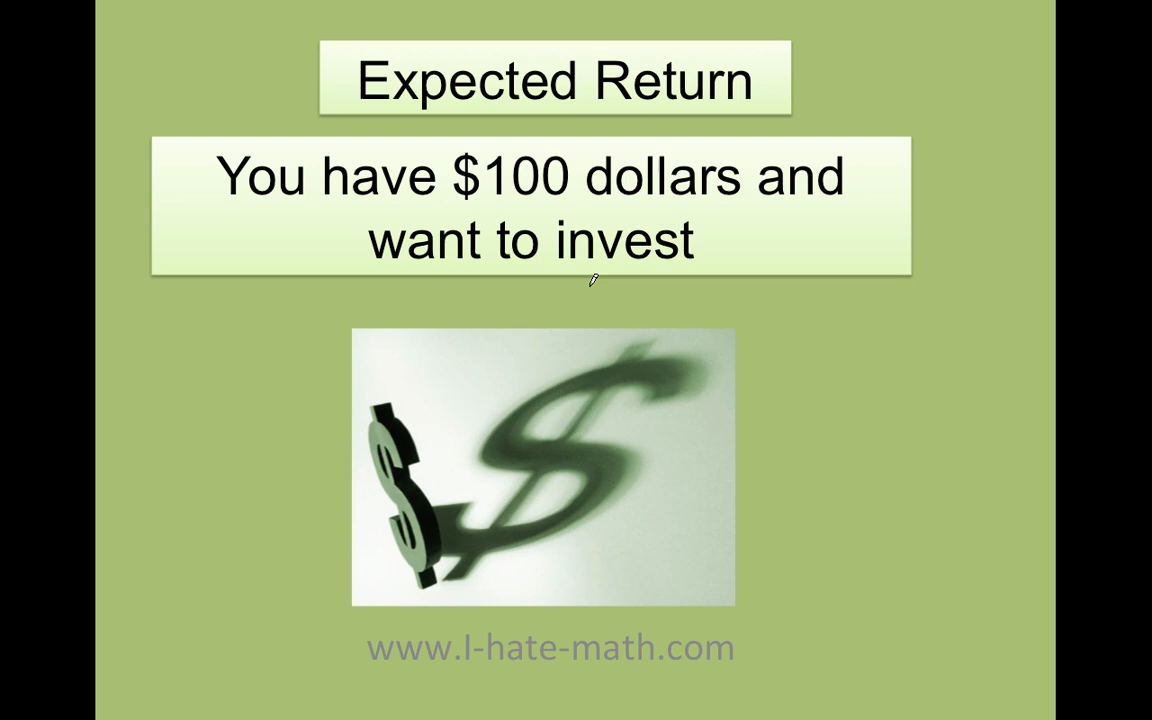 Expected Return
You have $100 dollars and
want to invest
www.I-hate-math.com